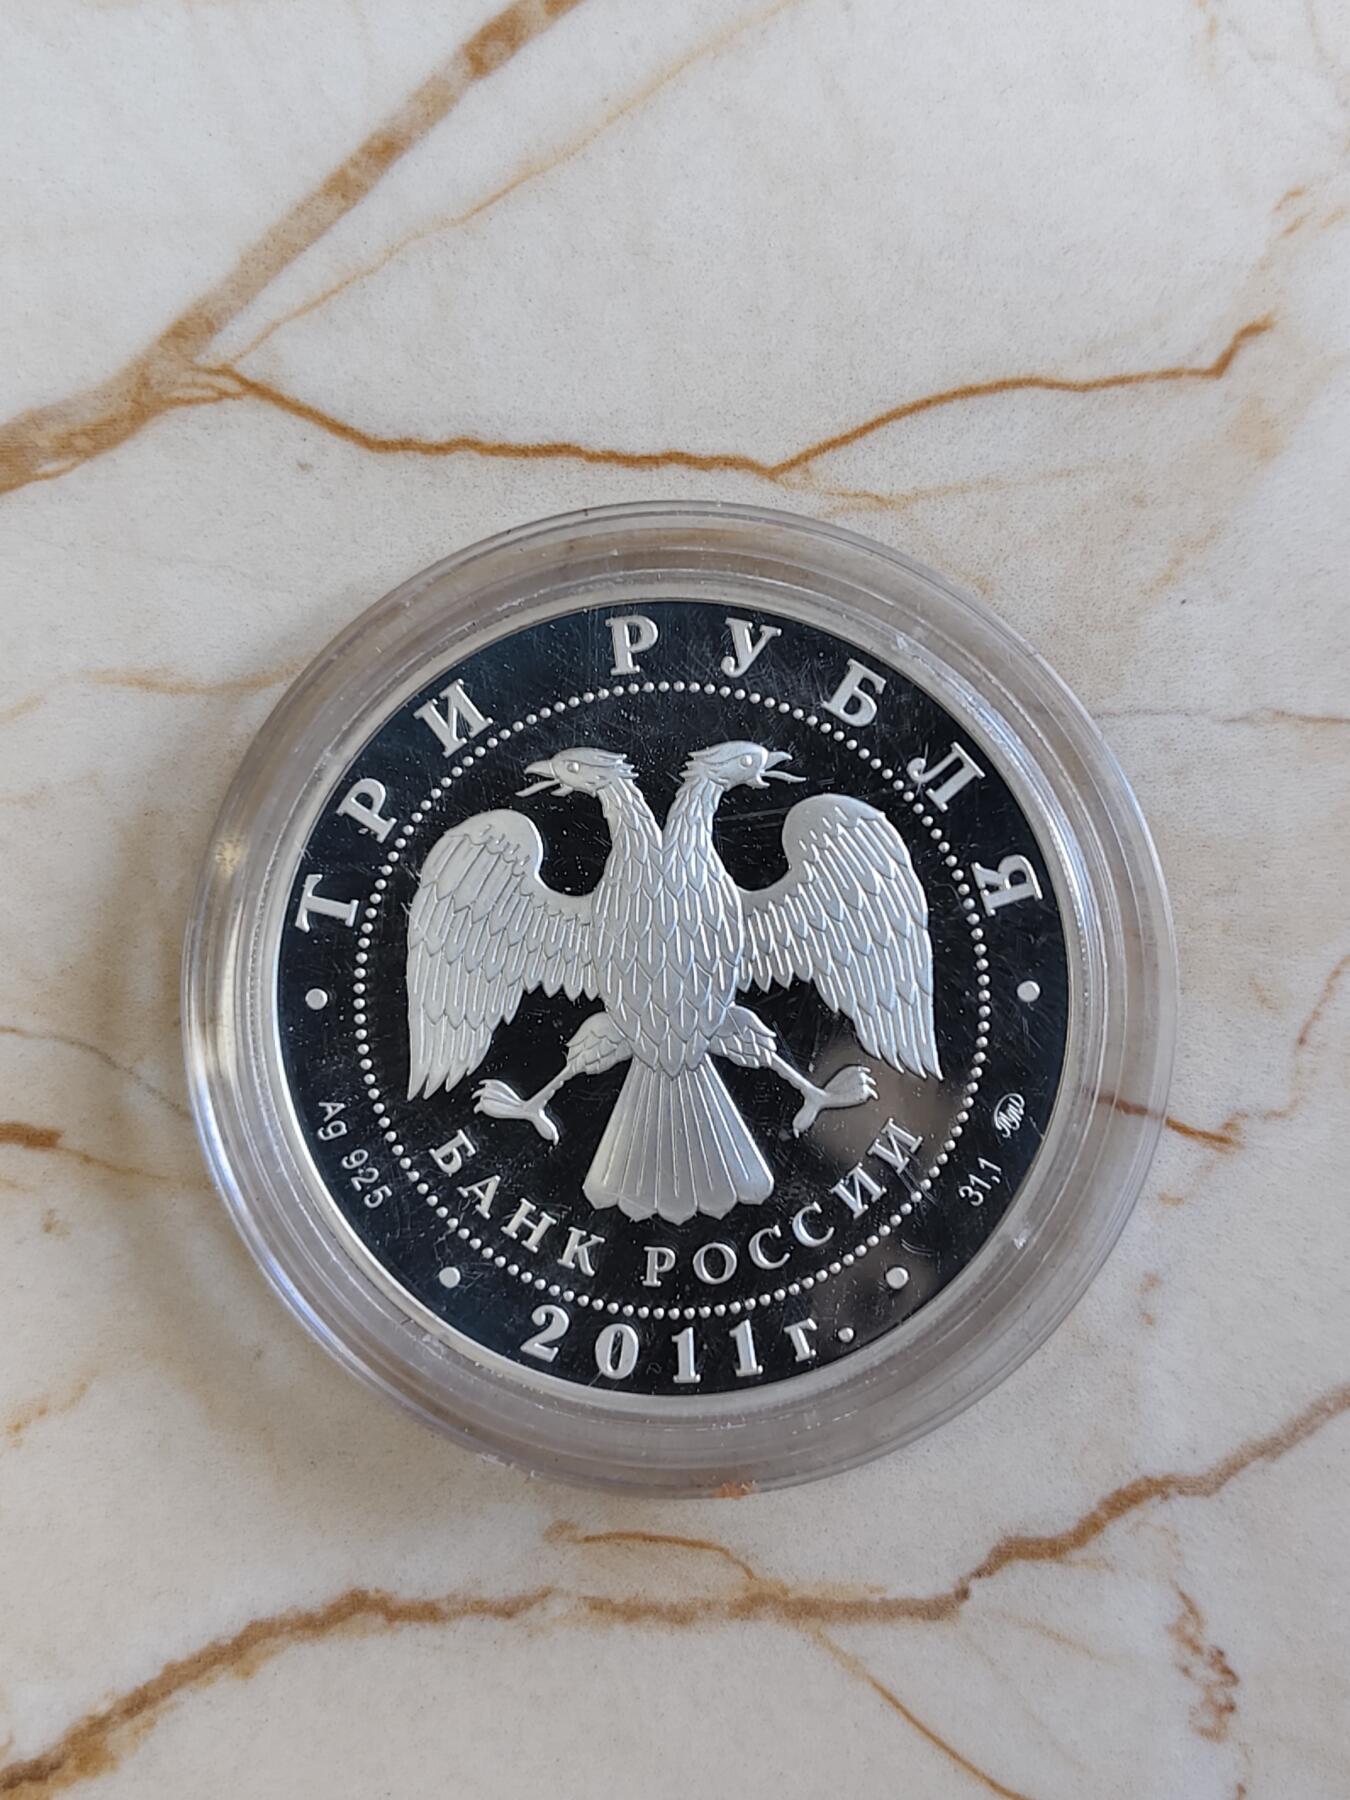 ТРИ РУБЛЯ
БАНК РОССИИ
Ag 925
31,1
2011г.